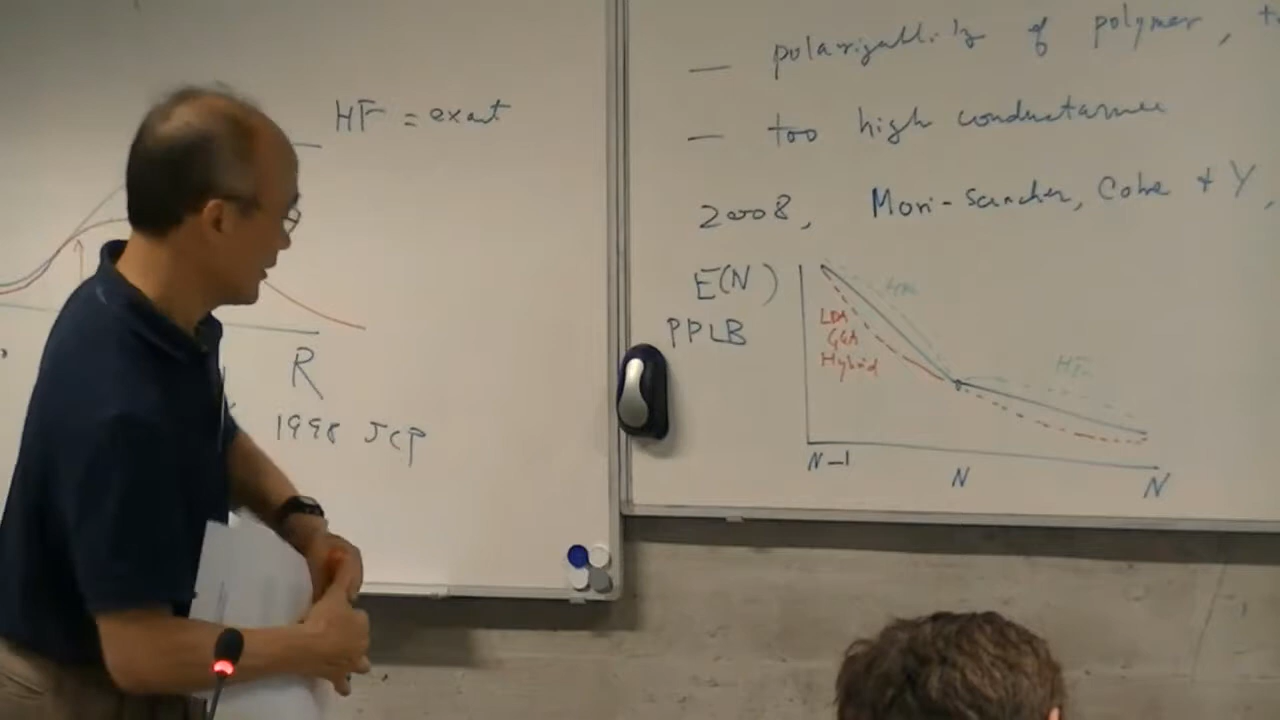 HF = exact
R
1998 JCP
— polarizability of polymer,
— too high conductance
2008, Mori-Sanchez, Cohe + Y,
E(N)
PPLB
LDA
GGA
Hybrid
HF
N-1
N
N